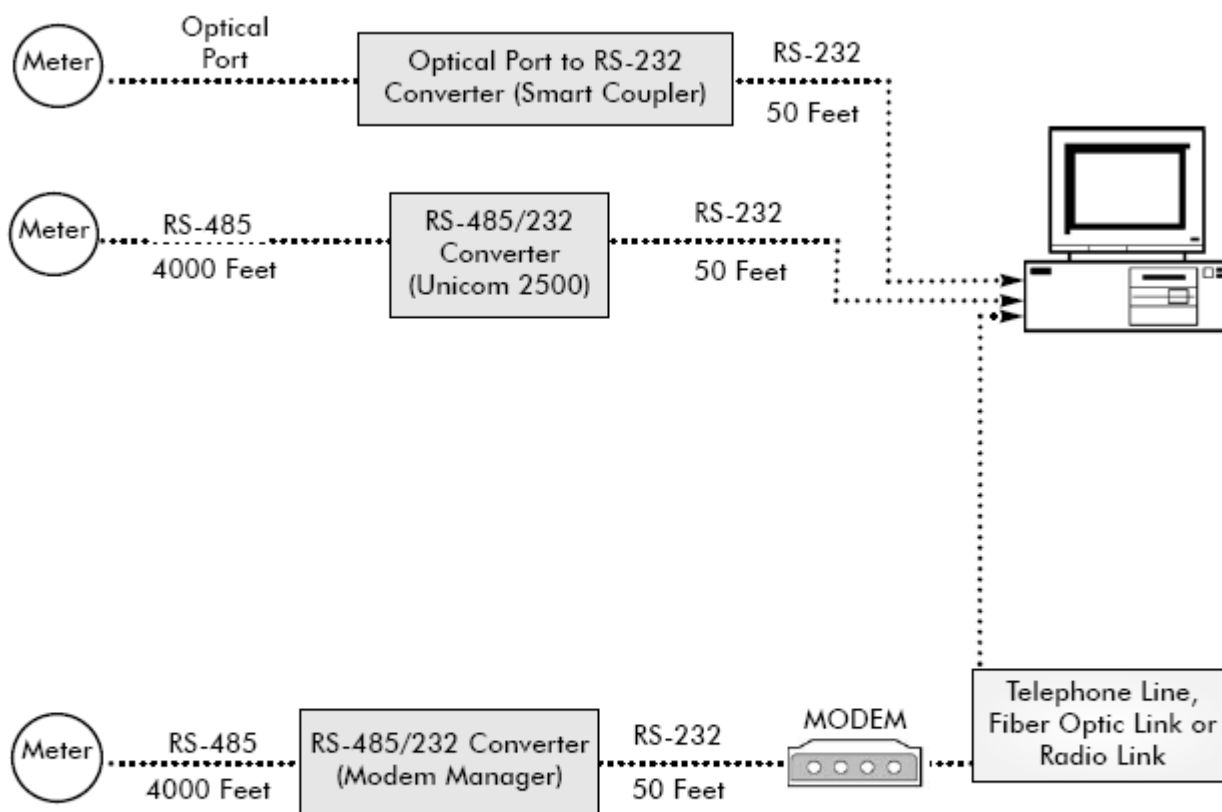 Meter
Optical
Port
Optical Port to RS-232
Converter (Smart Coupler)
RS-232
50 Feet
Meter
RS-485
4000 Feet
RS-485/232
Converter
(Unicom 2500)
RS-232
50 Feet
Meter
RS-485
4000 Feet
RS-485/232 Converter
(Modem Manager)
RS-232
50 Feet
MODEM
Telephone Line,
Fiber Optic Link or
Radio Link